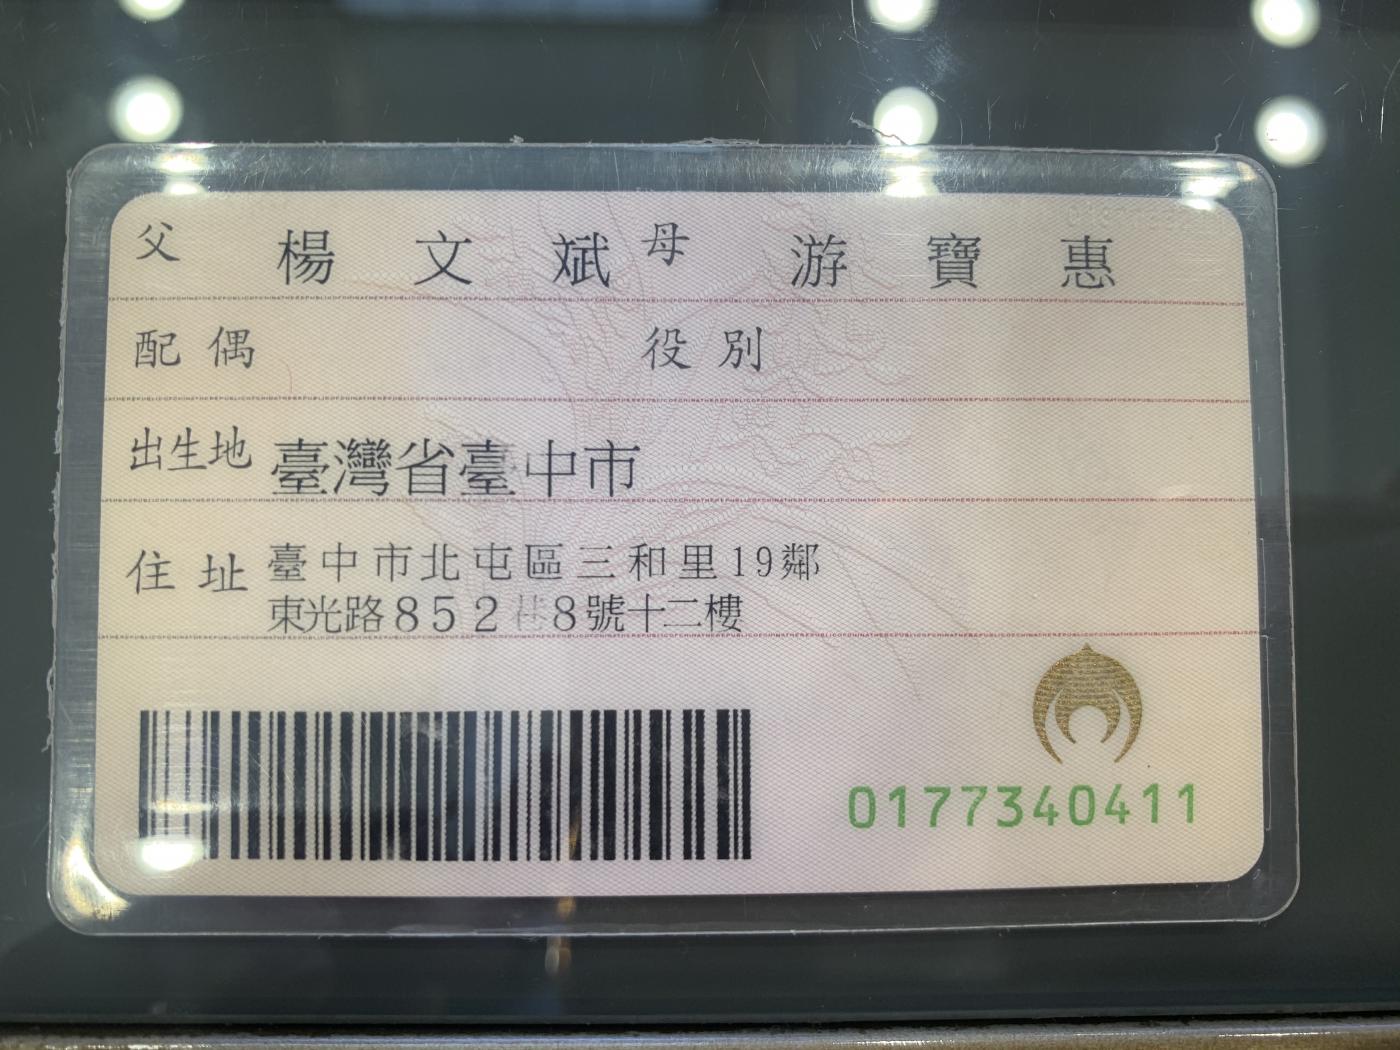 父 楊文斌 母 游寶惠
配偶 役別
出生地 臺灣省臺中市
住址 臺中市北屯區三和里19鄰
東光路852巷8號十二樓
0177340411